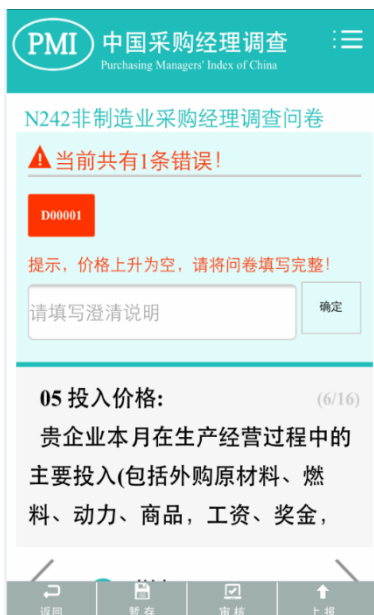 PMI 中国采购经理调查
Purchasing Managers' Index of China
N242非制造业采购经理调查问卷
当前共有1条错误!
D00001
提示，价格上升为空，请将问卷填写完整!
请填写澄清说明
确定
05 投入价格:
(6/16)
贵企业本月在生产经营过程中的
主要投入(包括外购原材料、燃
料、动力、商品，工资、奖金，
返回 暂存 审核 上报